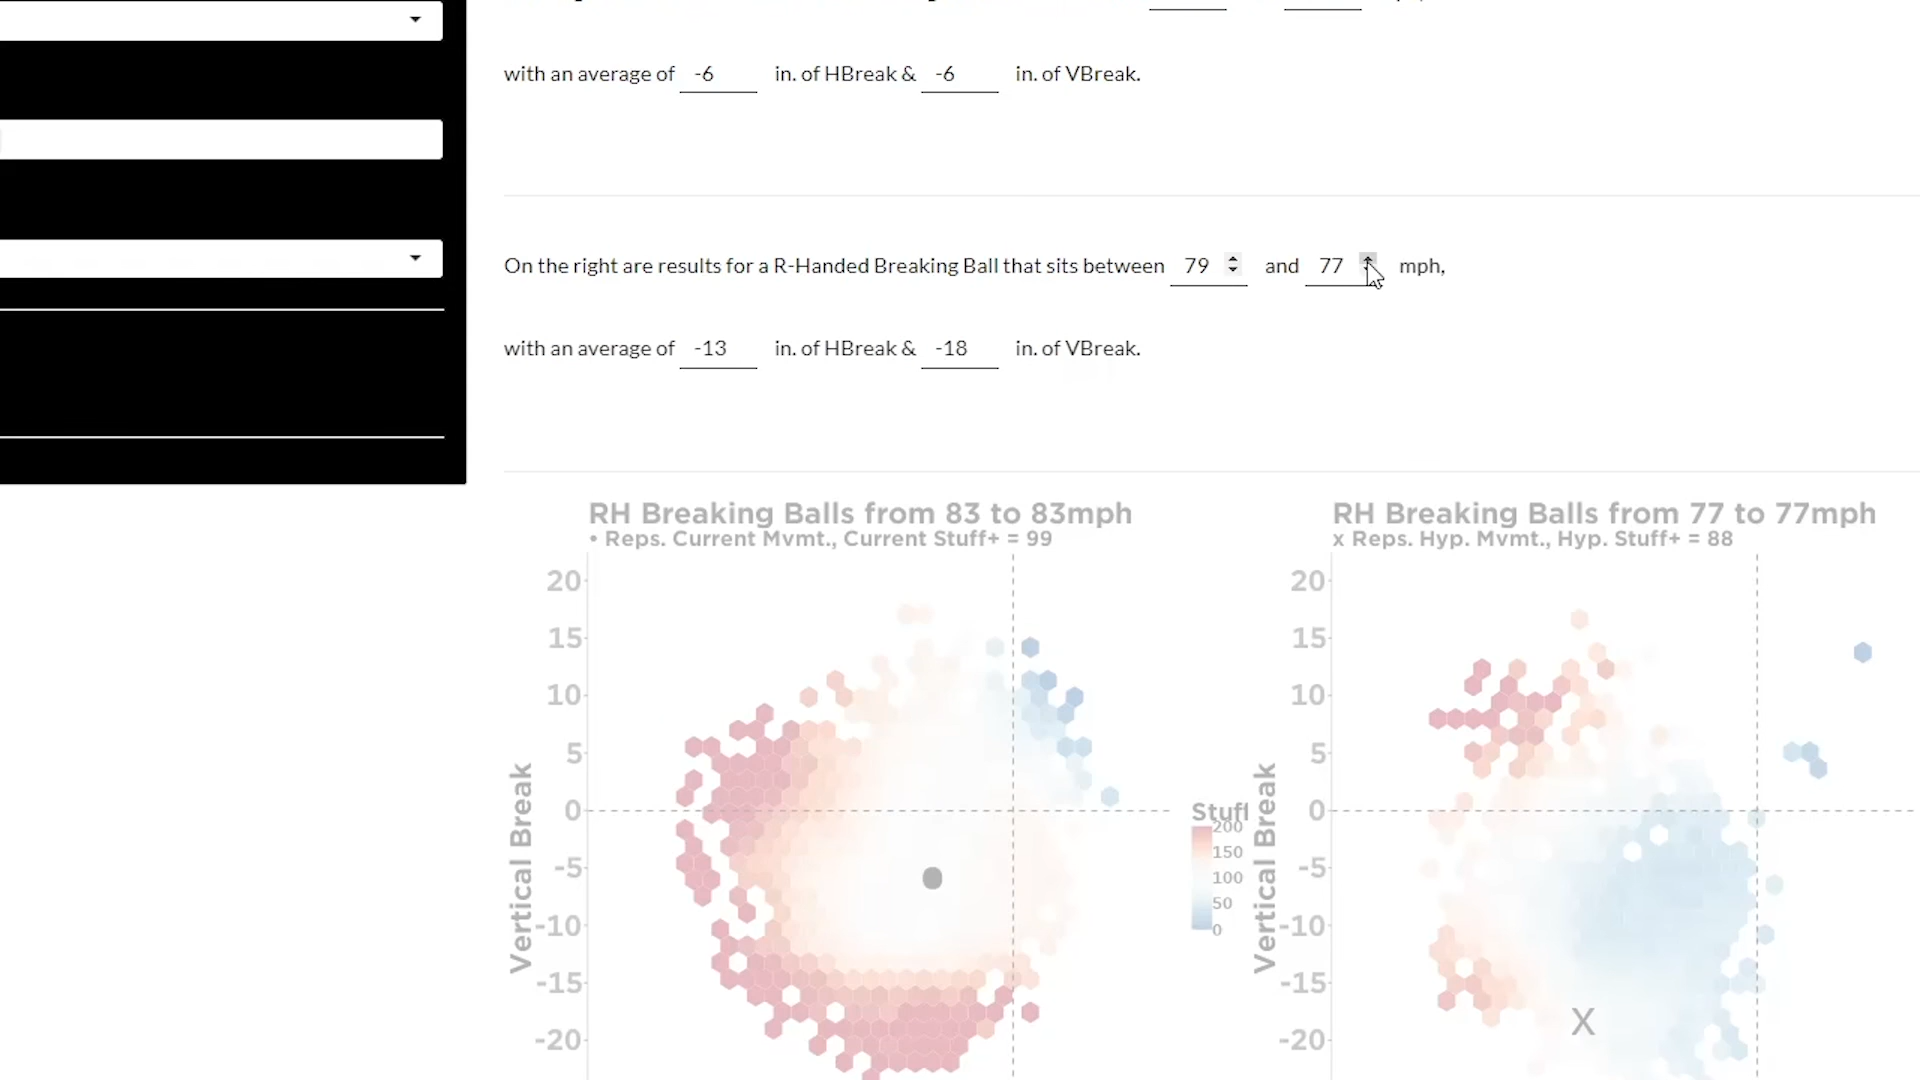 with an average of -6 in. of HBreak & -6 in. of VBreak.
On the right are results for a R-Handed Breaking Ball that sits between 79 and 77 mph,
with an average of -13 in. of HBreak & -18 in. of VBreak.
RH Breaking Balls from 83 to 83mph
• Reps. Current Mvmt., Current Stuff+ = 99
20
15
10
5
0
-5
-10
-15
-20
Vertical Break
200
150
100
50
0
RH Breaking Balls from 77 to 77mph
x Reps. Hyp. Mvmt., Hyp. Stuff+ = 88
20
15
10
5
0
-5
-10
-15
-20
Vertical Break
X